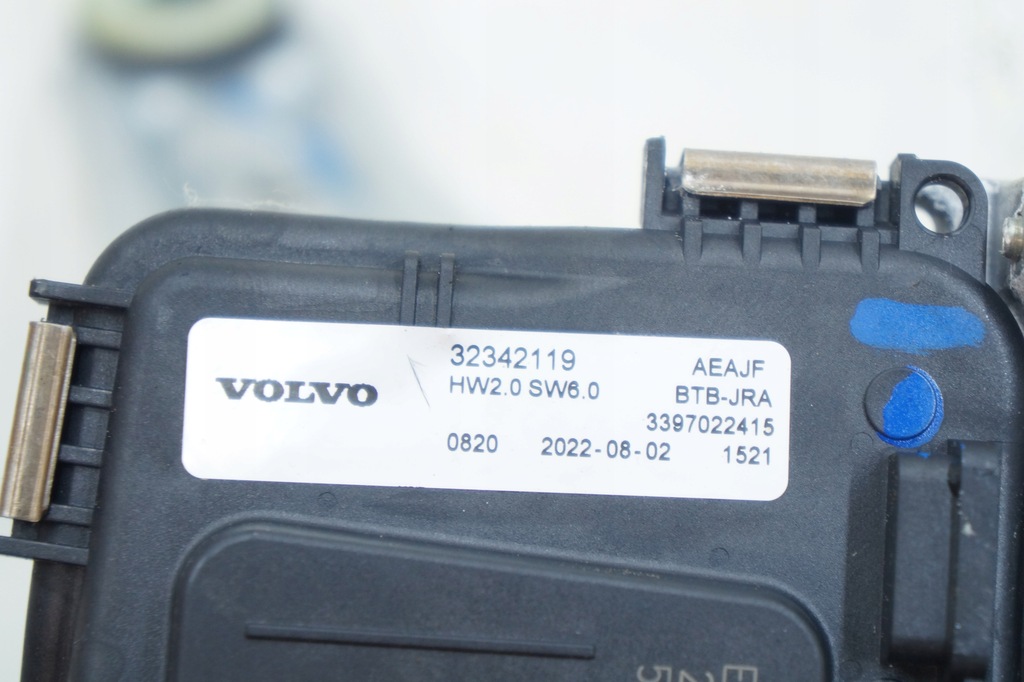 VOLVO
32342119
HW2.0 SW6.0
0820 2022-08-02
AEAJF
BTB-JRA
3397022415
1521